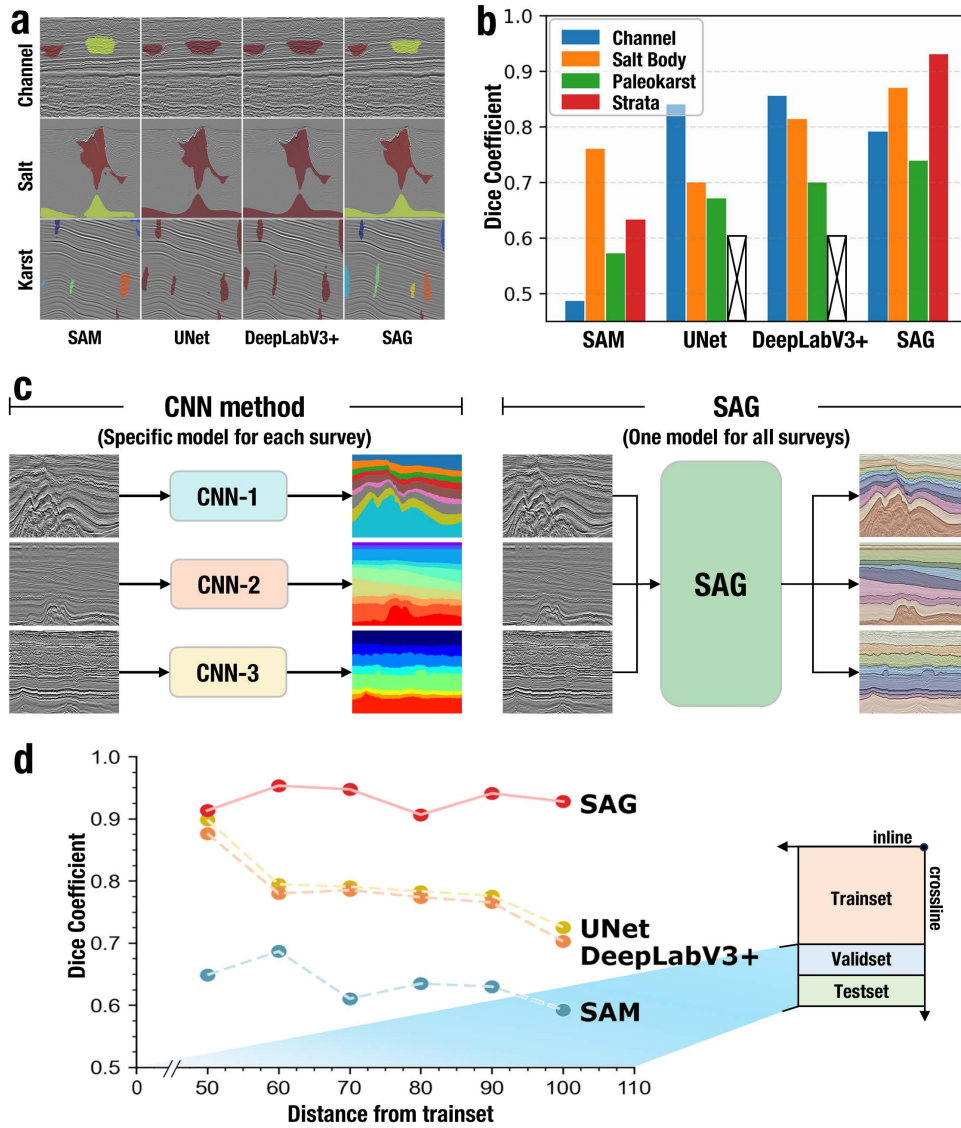 a
Channel
Salt
Karst
SAM UNet DeepLabV3+ SAG
b
Dice Coefficient
1.0
0.9
0.8
0.7
0.6
0.5
Channel
Salt Body
Paleokarst
Strata
SAM UNet DeepLabV3+ SAG
c
CNN method
(Specific model for each survey)
CNN-1
CNN-2
CNN-3
SAG
(One model for all surveys)
SAG
d
Dice Coefficient
1.0
0.9
0.8
0.7
0.6
0.5
SAG
UNet
DeepLabV3+
SAM
0 50 60 70 80 90 100 110
Distance from trainset
inline
crossline
Trainset
Validset
Testset